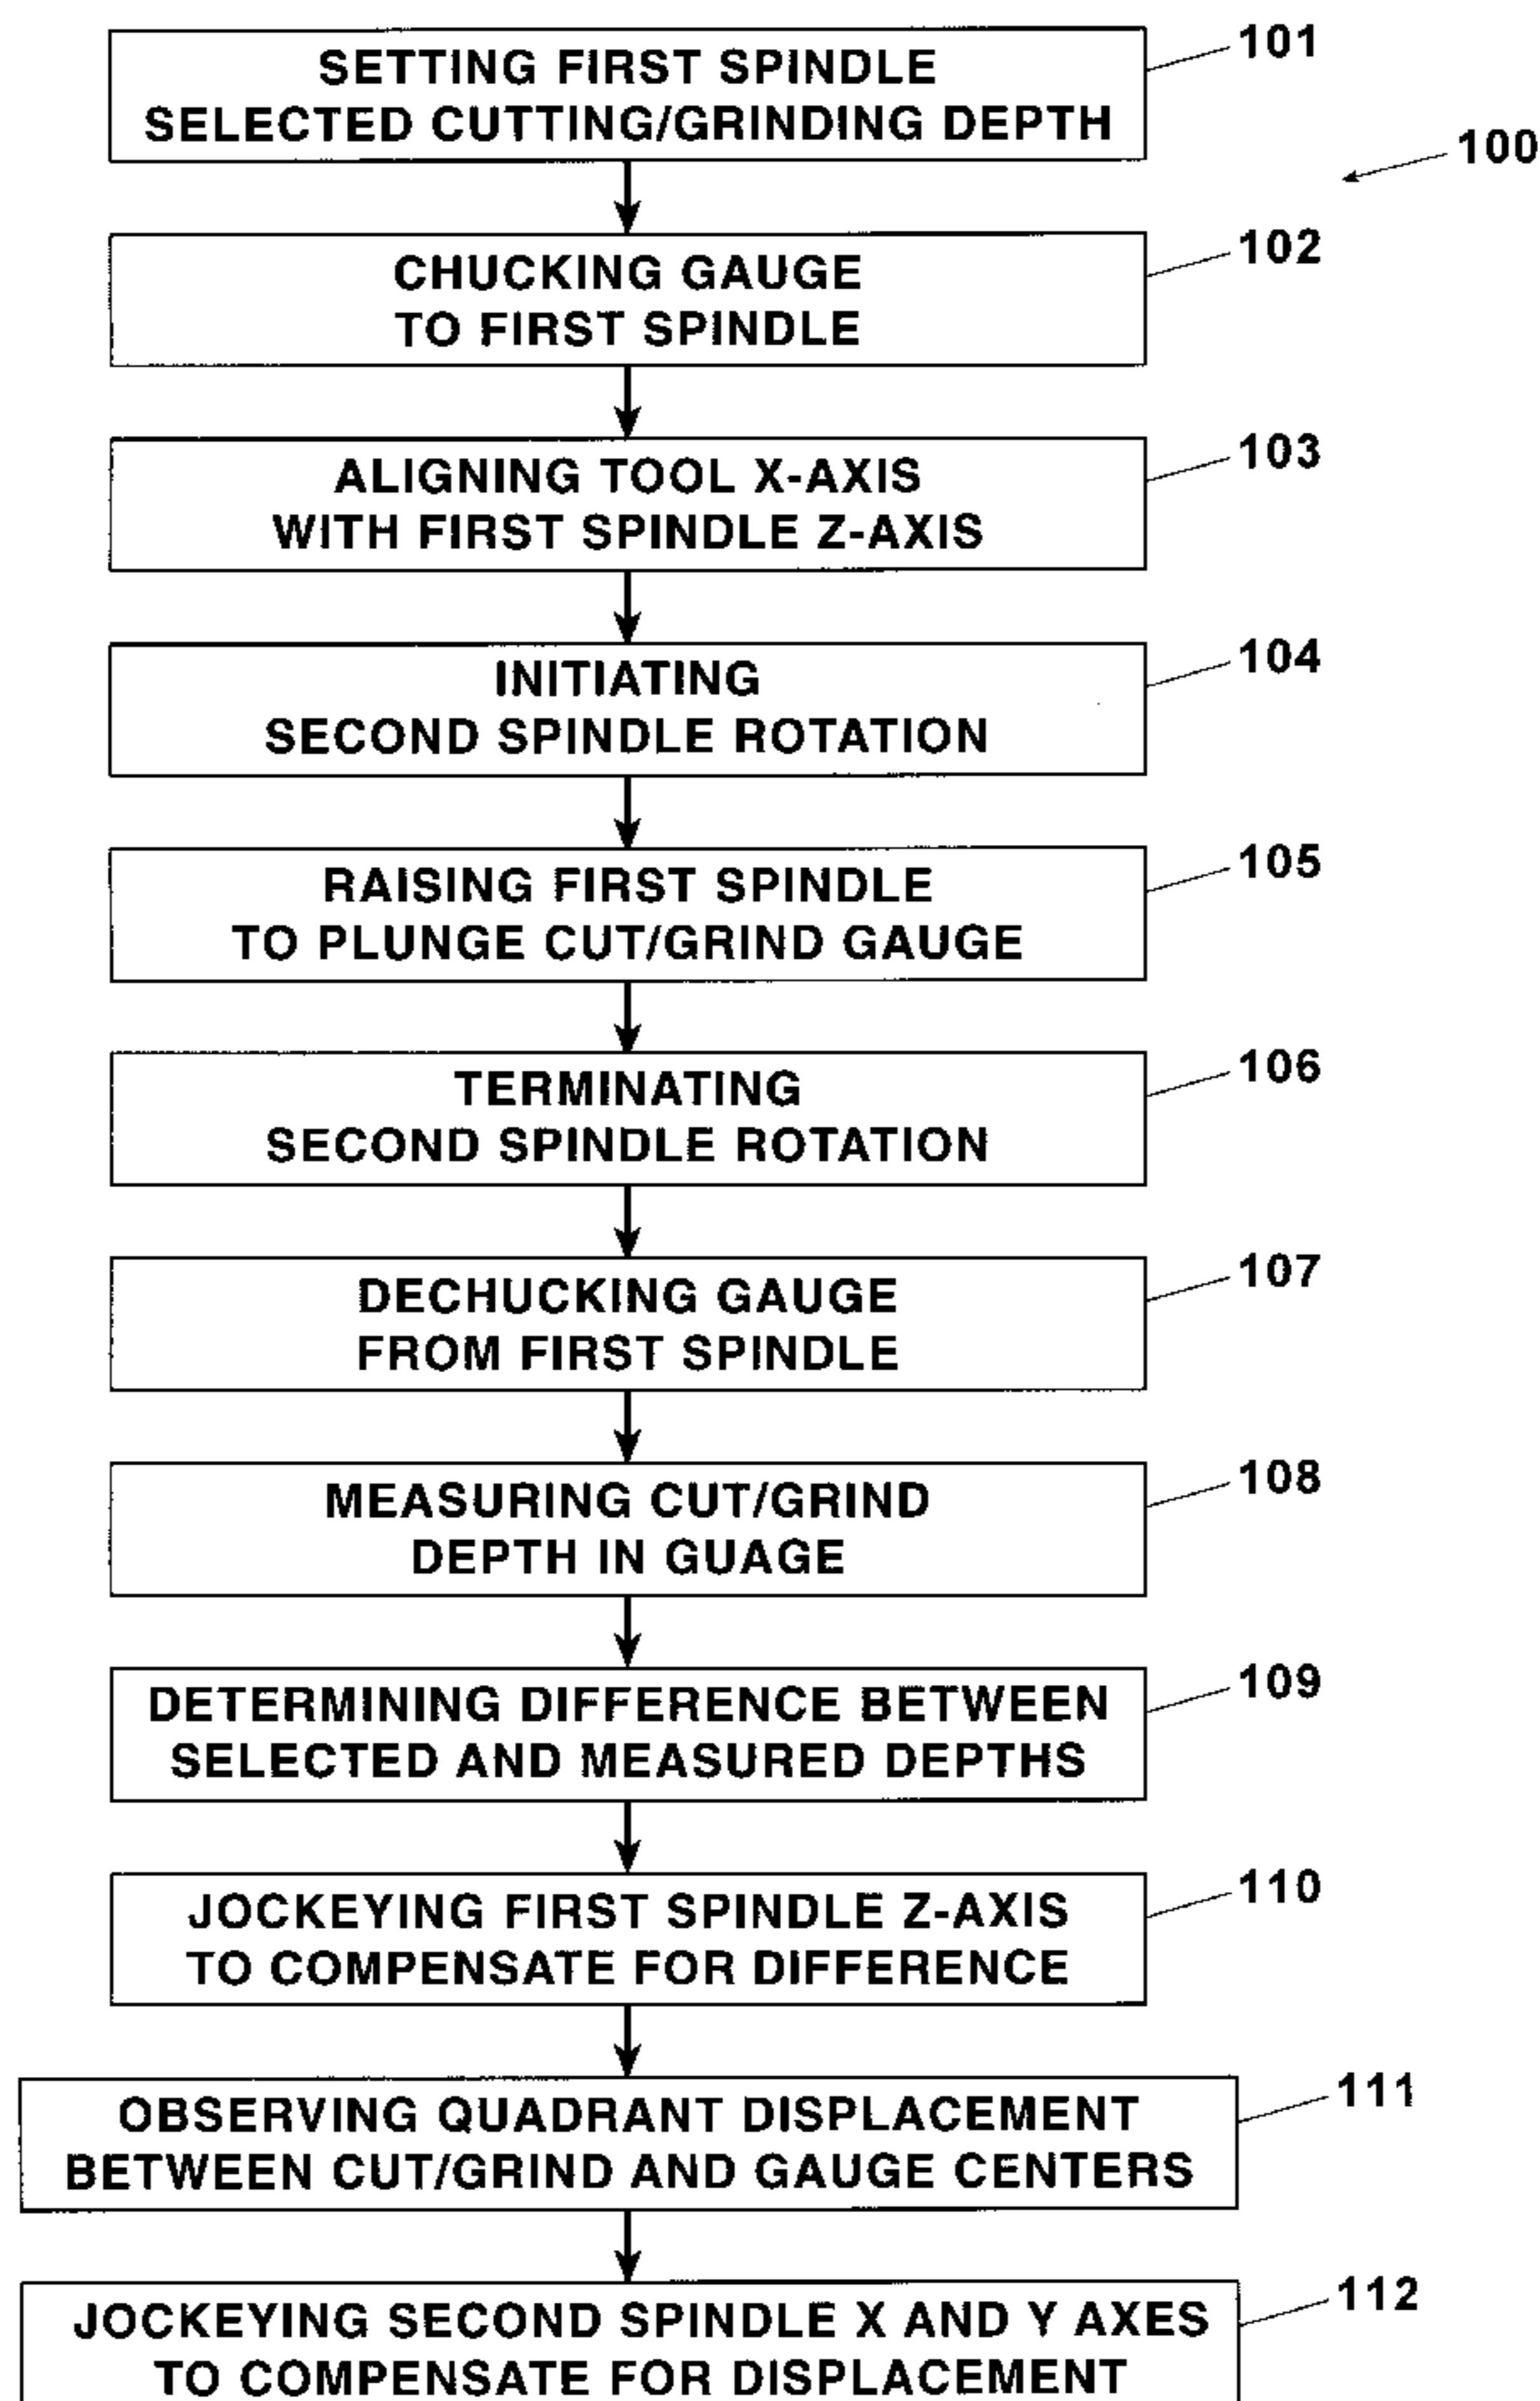 SETTING FIRST SPINDLE
SELECTED CUTTING/GRINDING DEPTH
101
100
CHUCKING GAUGE
TO FIRST SPINDLE
102
ALIGNING TOOL X-AXIS
WITH FIRST SPINDLE Z-AXIS
103
INITIATING
SECOND SPINDLE ROTATION
104
RAISING FIRST SPINDLE
TO PLUNGE CUT/GRIND GAUGE
105
TERMINATING
SECOND SPINDLE ROTATION
106
DECHUCKING GAUGE
FROM FIRST SPINDLE
107
MEASURING CUT/GRIND
DEPTH IN GUAGE
108
DETERMINING DIFFERENCE BETWEEN
SELECTED AND MEASURED DEPTHS
109
JOCKEYING FIRST SPINDLE Z-AXIS
TO COMPENSATE FOR DIFFERENCE
110
OBSERVING QUADRANT DISPLACEMENT
BETWEEN CUT/GRIND AND GAUGE CENTERS
111
JOCKEYING SECOND SPINDLE X AND Y AXES
TO COMPENSATE FOR DISPLACEMENT
112